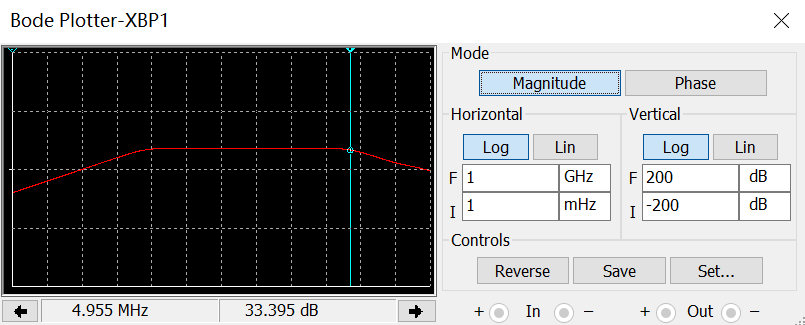 Bode Plotter-XBP1
Mode
Magnitude Phase
Horizontal Vertical
Log Lin Log Lin
F 1 GHz F 200 dB
I 1 mHz I -200 dB
Controls
Reverse Save Set...
4.955 MHz 33.395 dB + In − + Out −